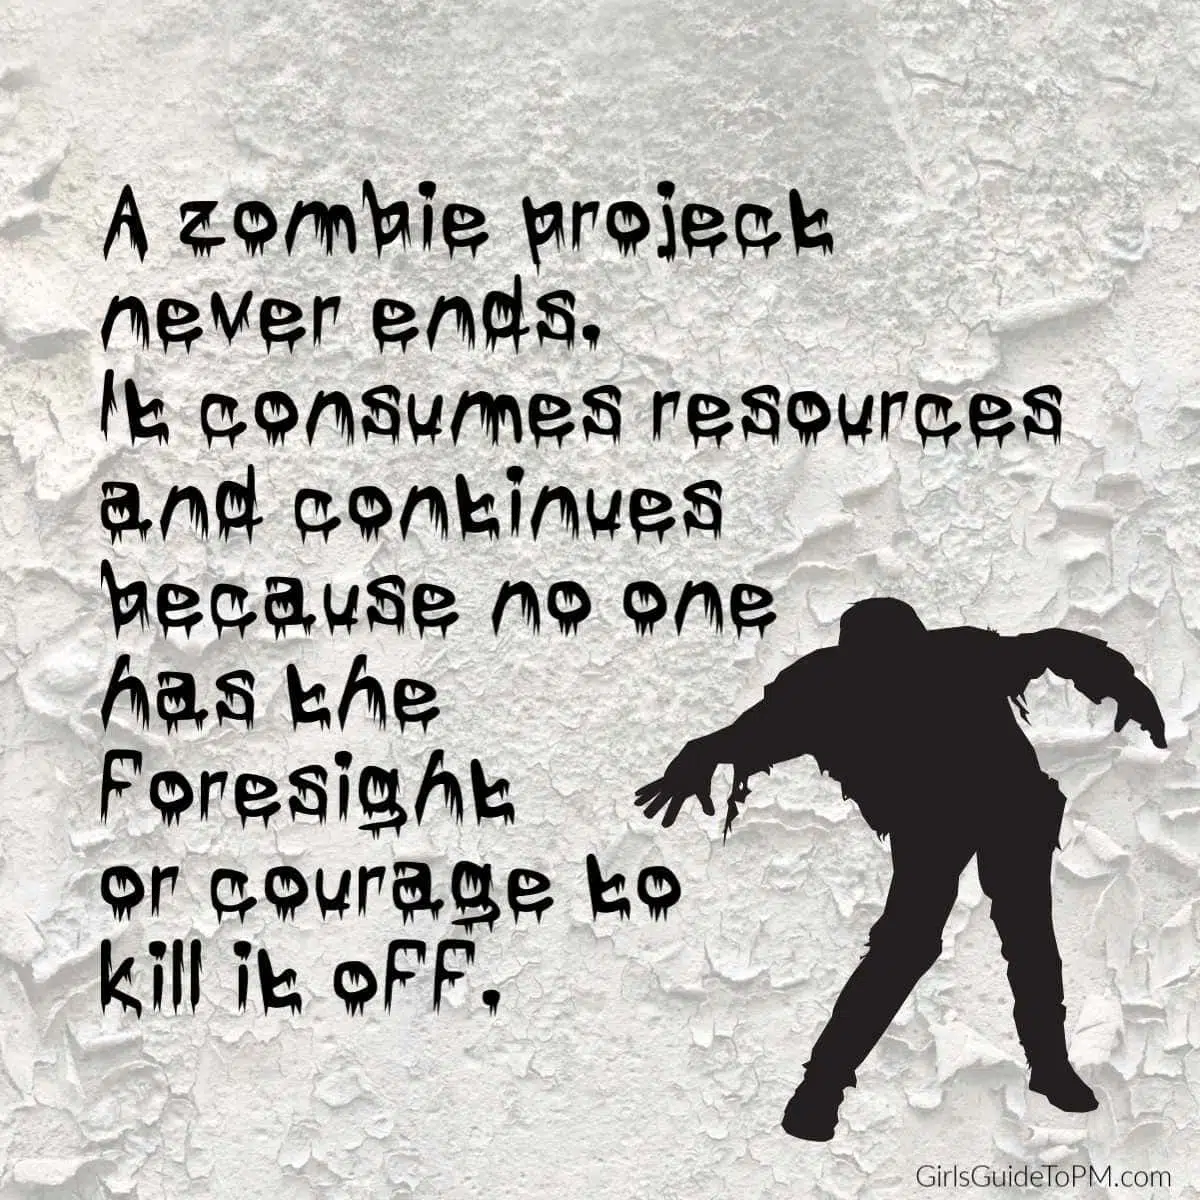 A zombie project
never ends.
It consumes resources
and continues
because no one
has the
foresight
or courage to
kill it off.
GirlsGuideToPM.com